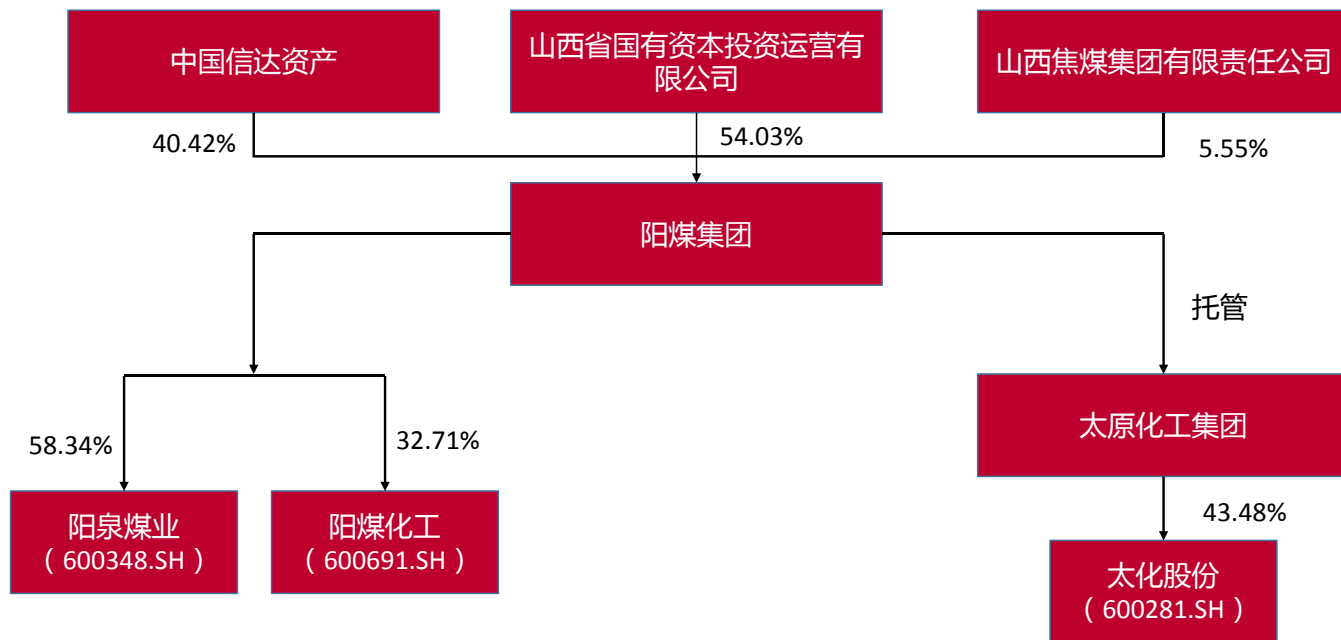 中国信达资产
山西省国有资本投资运营有
限公司
山西焦煤集团有限责任公司
40.42%
54.03%
5.55%
阳煤集团
托管
太原化工集团
58.34%
32.71%
43.48%
阳泉煤业
（600348.SH）
阳煤化工
（600691.SH）
太化股份
（600281.SH）